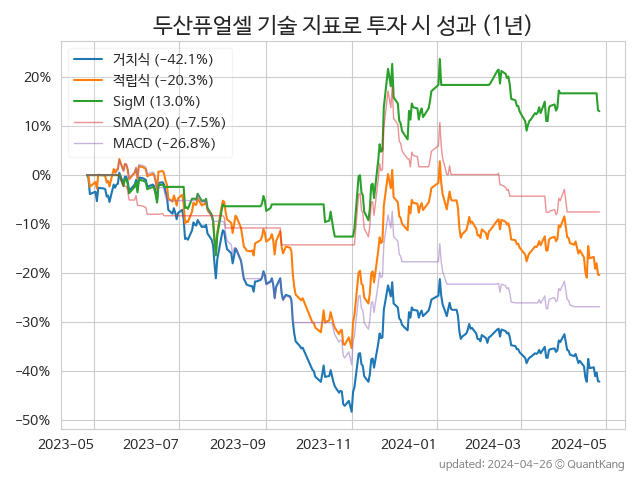 두산퓨얼셀 기술 지표로 투자 시 성과 (1년)
거치식 (−42.1%)
적립식 (−20.3%)
SigM (13.0%)
SMA(20) (−7.5%)
MACD (−26.8%)
20%
10%
0%
−10%
−20%
−30%
−40%
−50%
2023-05 2023-07 2023-09 2023-11 2024-01 2024-03 2024-05
updated: 2024-04-26 © QuantKang